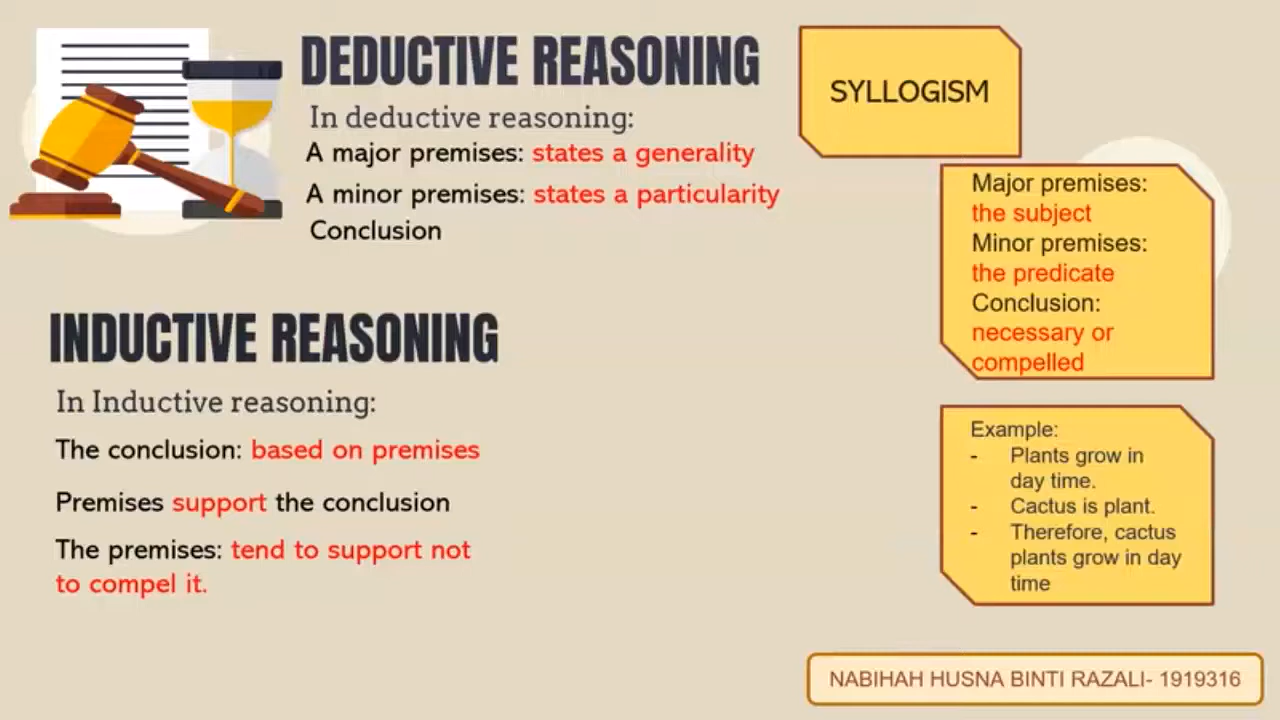 DEDUCTIVE REASONING
In deductive reasoning:
A major premises: states a generality
A minor premises: states a particularity
Conclusion
INDUCTIVE REASONING
In Inductive reasoning:
The conclusion: based on premises
Premises support the conclusion
The premises: tend to support not
to compel it.
SYLLOGISM
Major premises:
the subject
Minor premises:
the predicate
Conclusion:
necessary or
compelled
Example:
- Plants grow in
day time.
- Cactus is plant.
- Therefore, cactus
plants grow in day
time
NABIHAH HUSNA BINTI RAZALI- 1919316